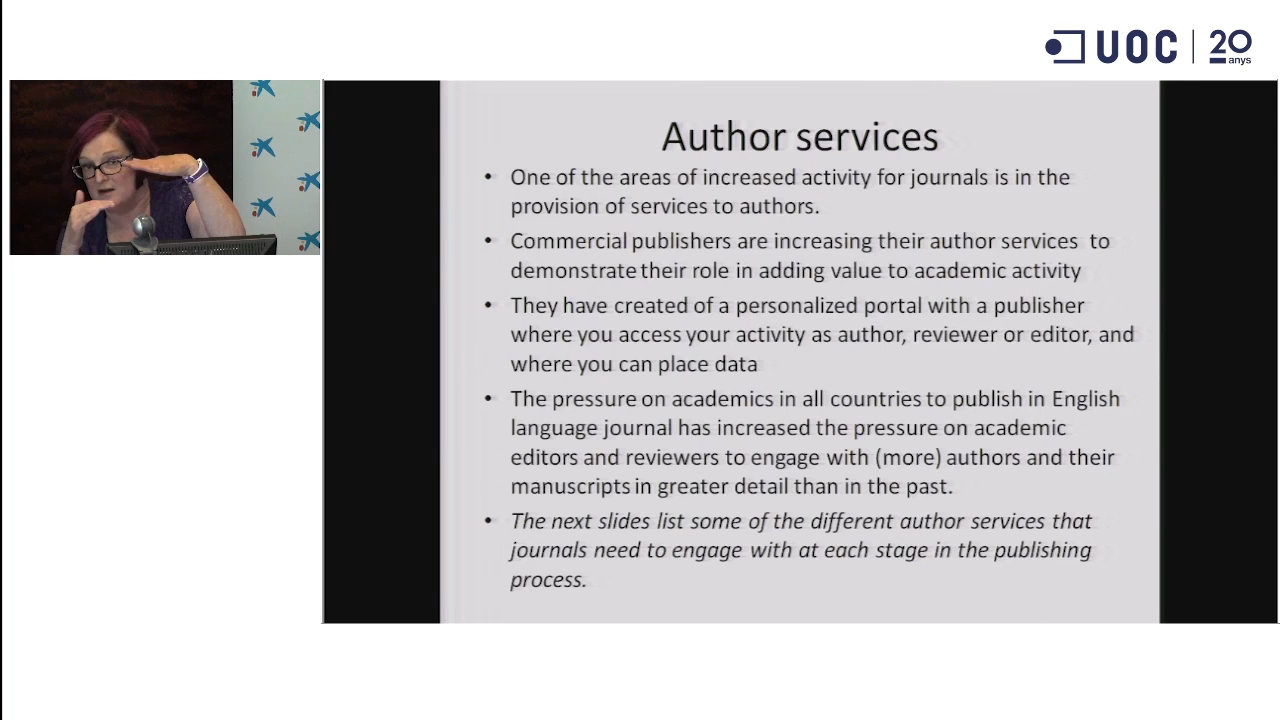 UOC
20
anys
Author services
• One of the areas of increased activity for journals is in the
provision of services to authors.
• Commercial publishers are increasing their author services to
demonstrate their role in adding value to academic activity
• They have created of a personalized portal with a publisher
where you access your activity as author, reviewer or editor, and
where you can place data
• The pressure on academics in all countries to publish in English
language journal has increased the pressure on academic
editors and reviewers to engage with (more) authors and their
manuscripts in greater detail than in the past.
• The next slides list some of the different author services that
journals need to engage with at each stage in the publishing
process.